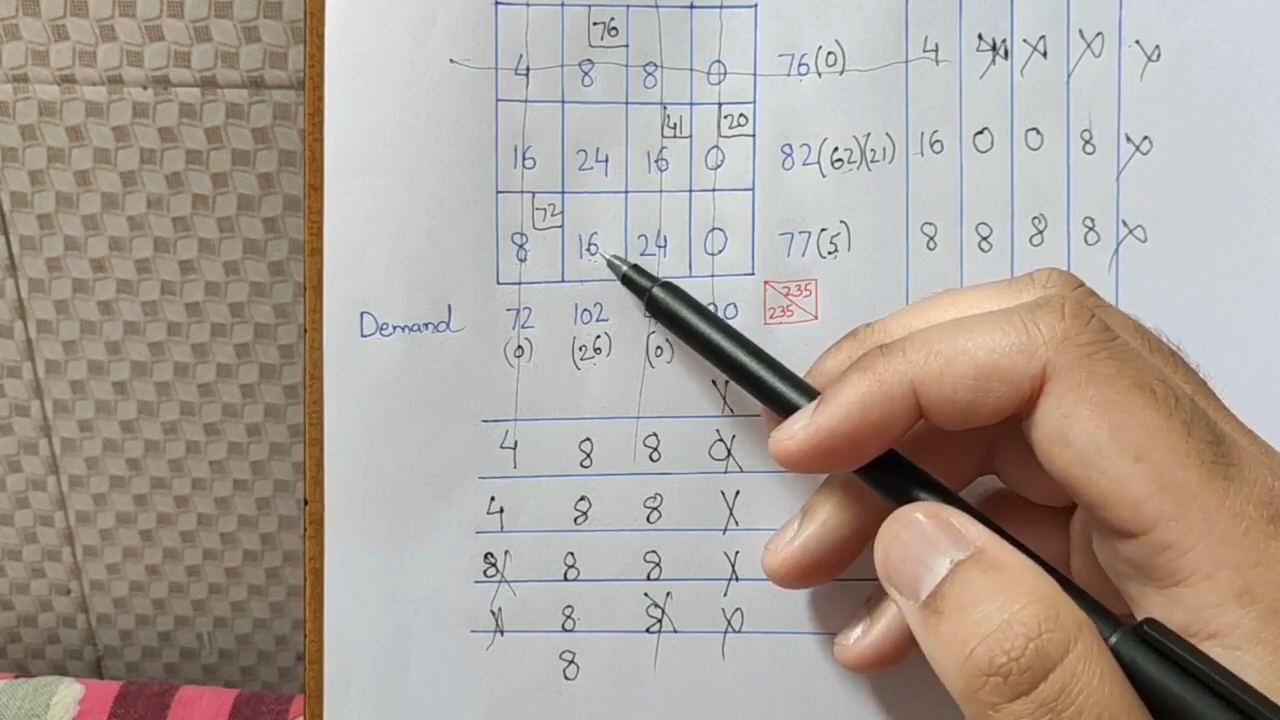 76
4 8 8 0 76(0) 4 X X X
41 20
16 24 16 0 82(62)(21) 16 0 0 8 X
72
8 16 24 0 77(5) 8 8 8 8 X
235
Demand 72 102 20 235
(0) (26) (0)
X
4 8 8 0
4 8 8 X
8 8 8 X
X 8 8 X
8